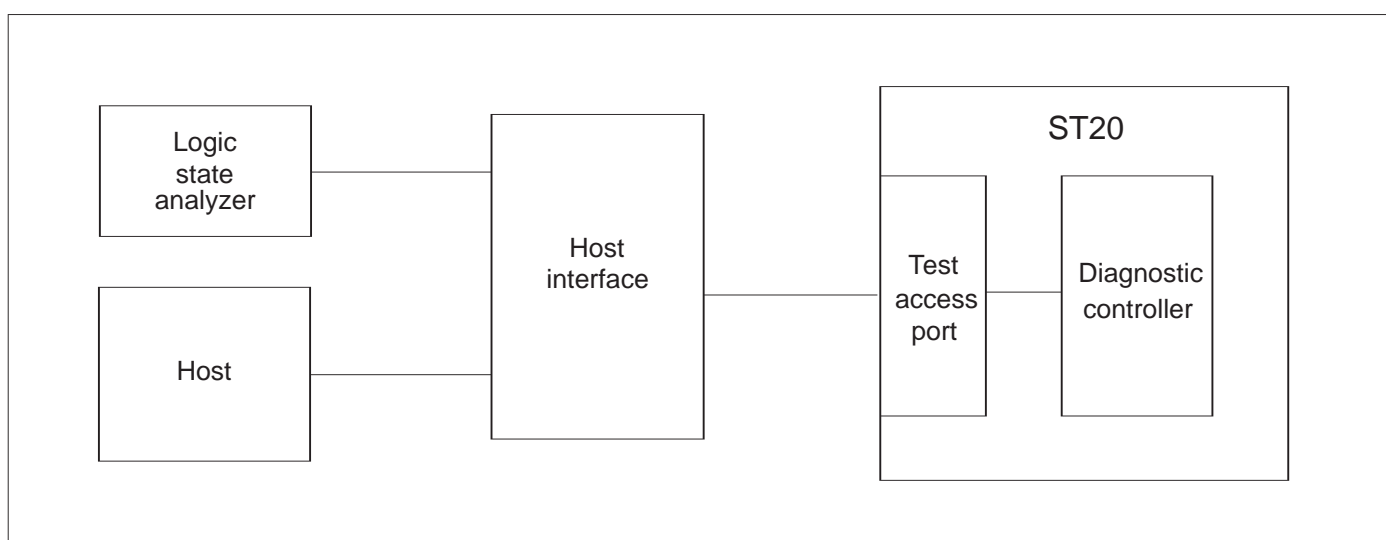 Logic
state
analyzer
Host
Host
interface
ST20
Test
access
port
Diagnostic
controller